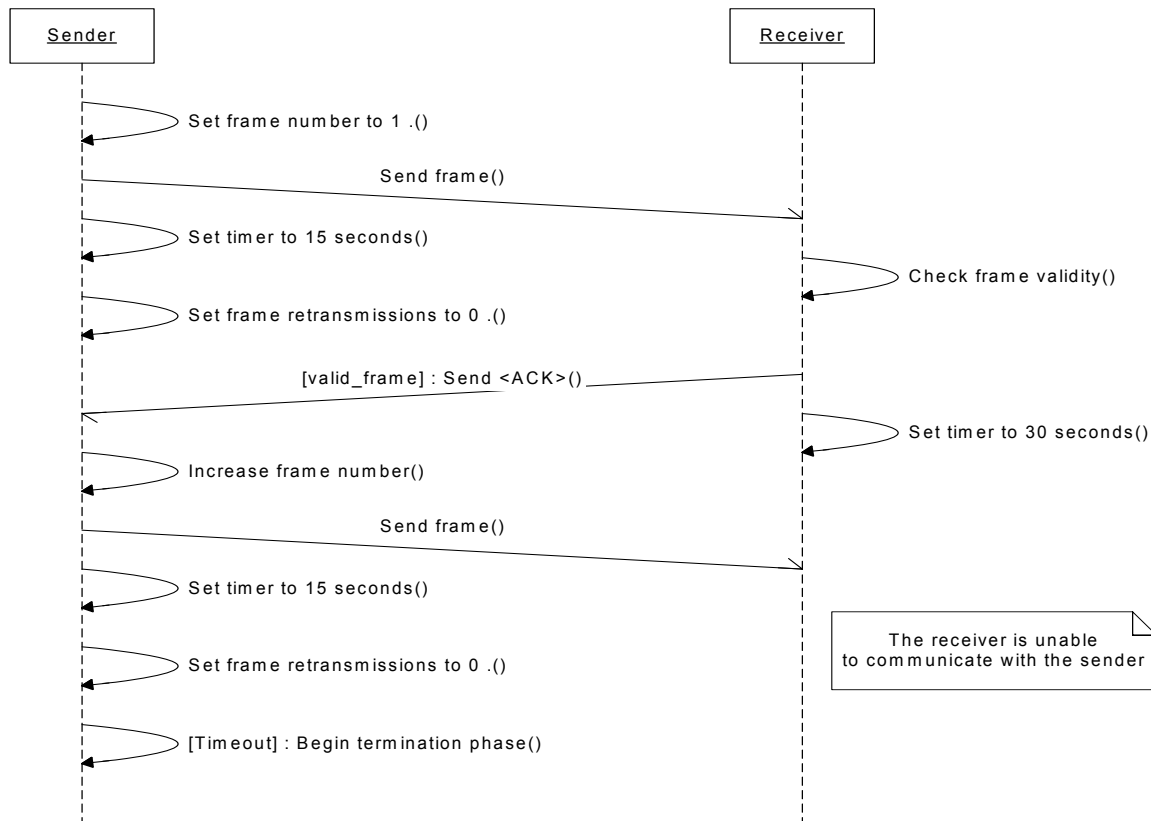 Sender
Receiver
Set frame number to 1 .()
Send frame()
Set timer to 15 seconds()
Check frame validity()
Set frame retransmissions to 0 .()
[valid_frame] : Send <ACK>()
Set timer to 30 seconds()
Increase frame number()
Send frame()
Set timer to 15 seconds()
The receiver is unable
to communicate with the sender
Set frame retransmissions to 0 .()
[Timeout] : Begin termination phase()